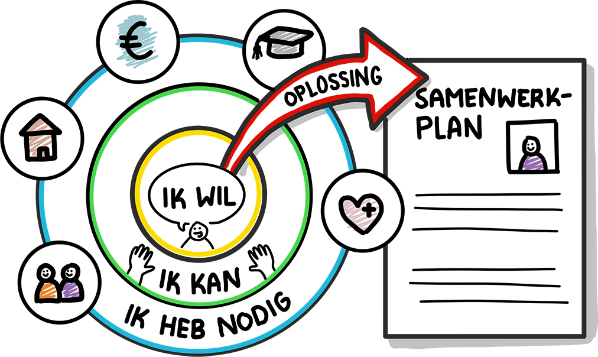 €
OPLOSSING
SAMENWERK-
PLAN
IK WIL
IK KAN
IK HEB NODIG